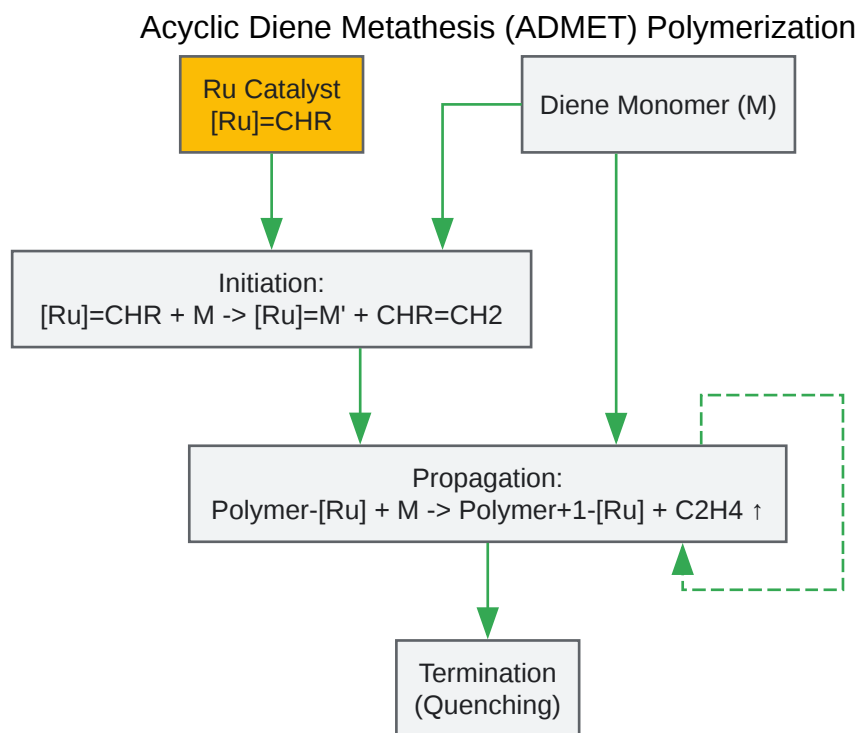 Acyclic Diene Metathesis (ADMET) Polymerization
Ru Catalyst
[Ru]=CHR
Diene Monomer (M)
Initiation:
[Ru]=CHR + M -> [Ru]=M' + CHR=CH2
Propagation:
Polymer-[Ru] + M -> Polymer+1-[Ru] + C2H4 ↑
Termination
(Quenching)